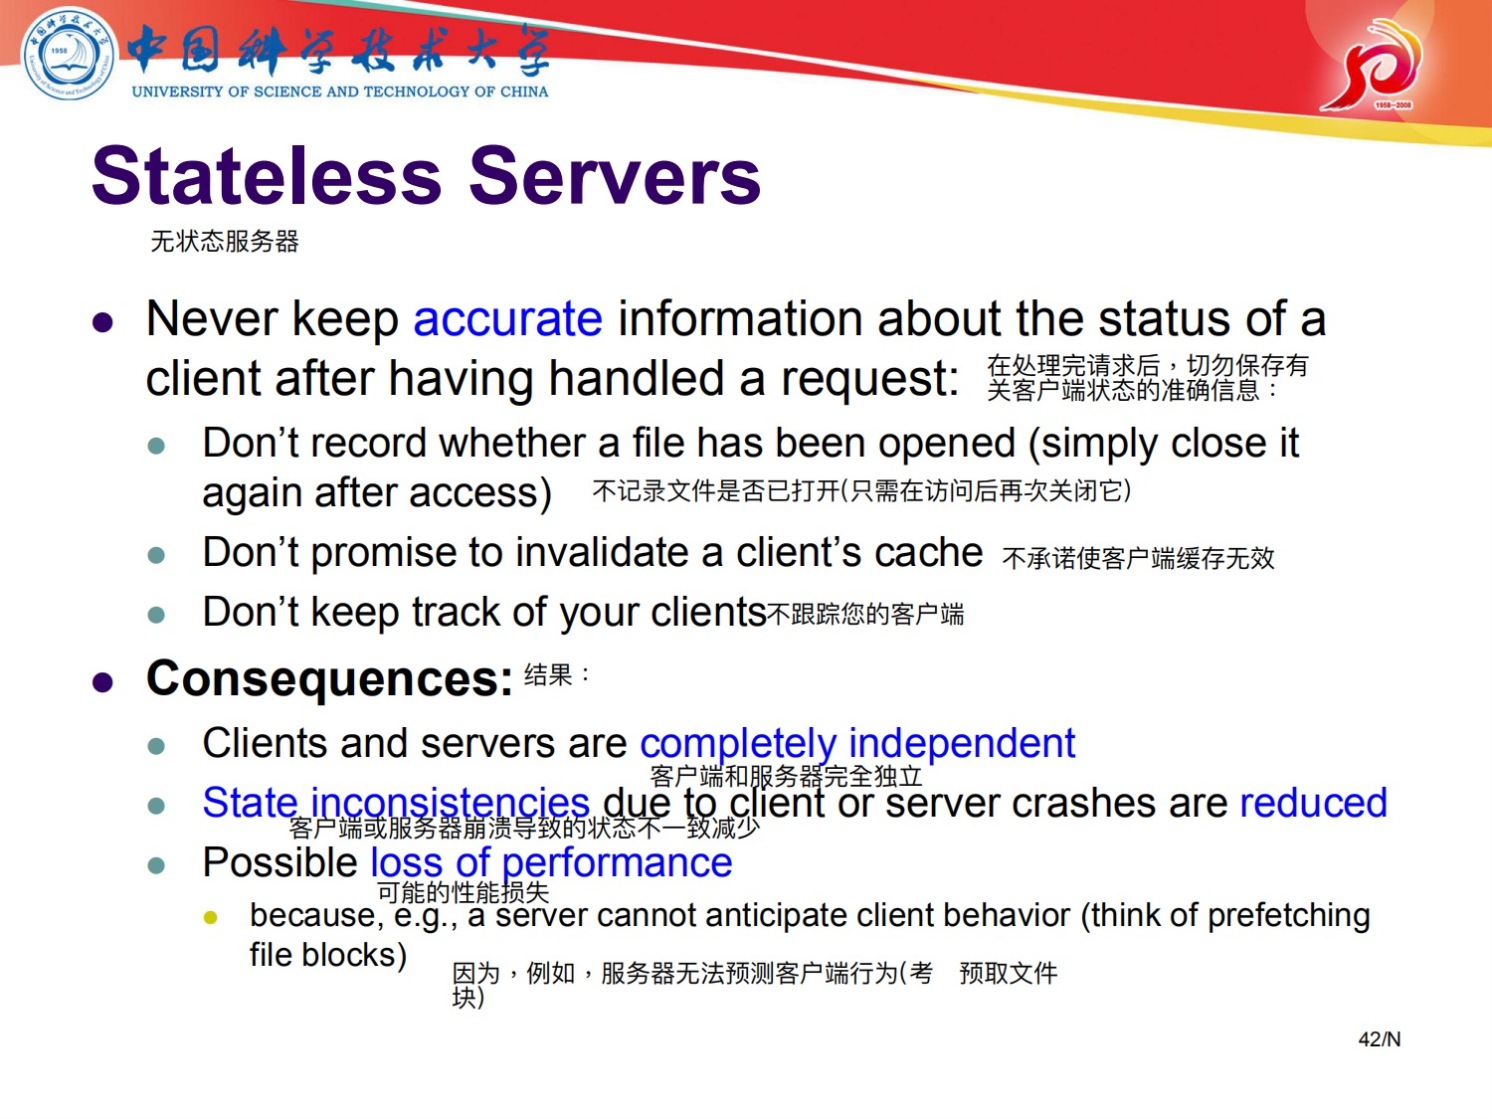 中国科学技术大学
UNIVERSITY OF SCIENCE AND TECHNOLOGY OF CHINA
1958
1958-2008
Stateless Servers
无状态服务器
Never keep accurate information about the status of a
client after having handled a request:
在处理完请求后，切勿保存有
关客户端状态的准确信息：
Don’t record whether a file has been opened (simply close it
again after access)
不记录文件是否已打开(只需在访问后再次关闭它)
Don’t promise to invalidate a client’s cache
不承诺使客户端缓存无效
Don’t keep track of your clients
不跟踪您的客户端
Consequences:
结果：
Clients and servers are completely independent
客户端和服务器完全独立
State inconsistencies due to client or server crashes are reduced
客户端或服务器崩溃导致的状态不一致减少
Possible loss of performance
可能的性能损失
because, e.g., a server cannot anticipate client behavior (think of prefetching
file blocks)
因为，例如，服务器无法预测客户端行为(考 预取文件
块)
42/N